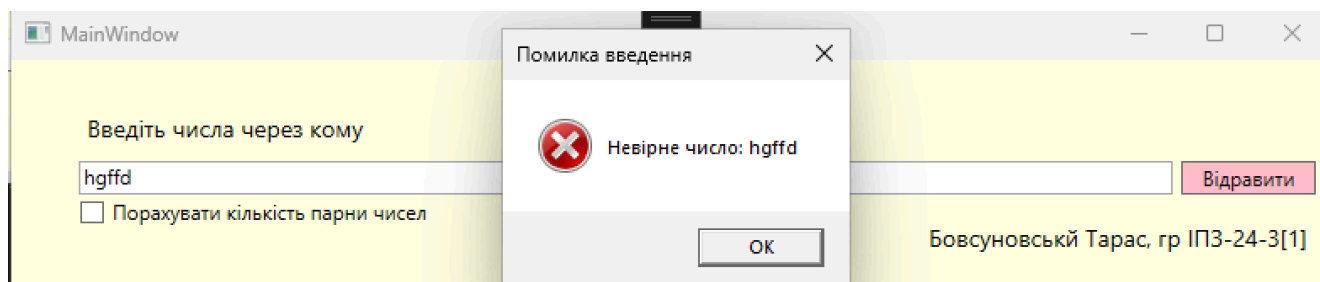 MainWindow
Помилка введення
Введіть числа через кому
Невірне число: hgffd
hgffd
Відравити
Порахувати кількість парни чисел
OK
Бовсуновськй Тарас, гр ІПЗ-24-3[1]